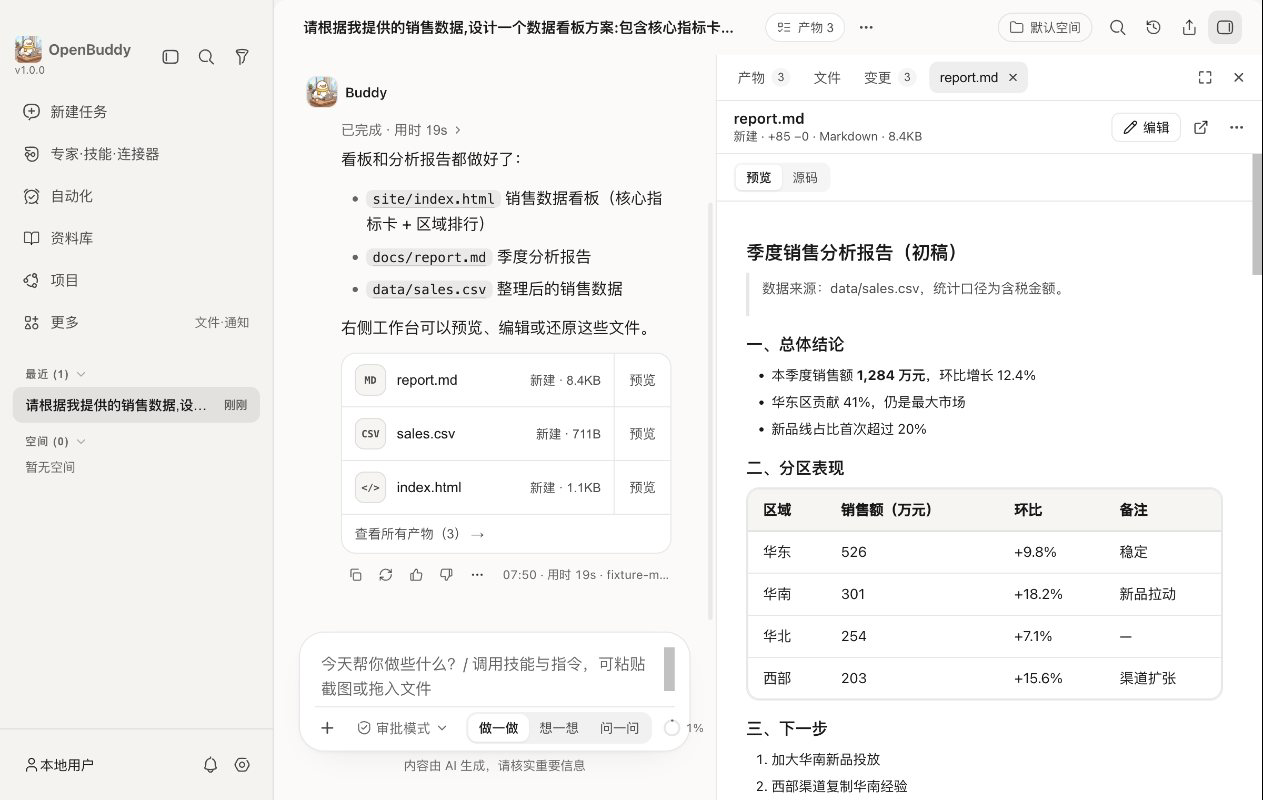 OpenBuddy
v1.0.0
新建任务
专家·技能·连接器
自动化
资料库
项目
更多
文件·通知
最近 (1)
请根据我提供的销售数据,设... 刚刚
空间 (0)
暂无空间
本地用户
请根据我提供的销售数据,设计一个数据看板方案:包含核心指标卡...
产物 3
默认空间
Buddy
已完成 · 用时 19s
看板和分析报告都做好了：
site/index.html 销售数据看板（核心指
标卡 + 区域排行）
docs/report.md 季度分析报告
data/sales.csv 整理后的销售数据
右侧工作台可以预览、编辑或还原这些文件。
MD report.md 新建 · 8.4KB 预览
CSV sales.csv 新建 · 711B 预览
</> index.html 新建 · 1.1KB 预览
查看所有产物（3） →
07:50 · 用时 19s · fixture-m...
今天帮你做些什么？/ 调用技能与指令，可粘贴
截图或拖入文件
审批模式 做一做 想一想 问一问 1%
内容由 AI 生成，请核实重要信息
产物 3 文件 变更 3 report.md
report.md
新建 · +85 −0 · Markdown · 8.4KB
编辑
预览 源码
季度销售分析报告（初稿）
数据来源：data/sales.csv，统计口径为含税金额。
一、总体结论
本季度销售额 1,284 万元，环比增长 12.4%
华东区贡献 41%，仍是最大市场
新品线占比首次超过 20%
二、分区表现
区域 销售额（万元） 环比 备注
华东 526 +9.8% 稳定
华南 301 +18.2% 新品拉动
华北 254 +7.1% —
西部 203 +15.6% 渠道扩张
三、下一步
1. 加大华南新品投放
2. 西部渠道复制华南经验